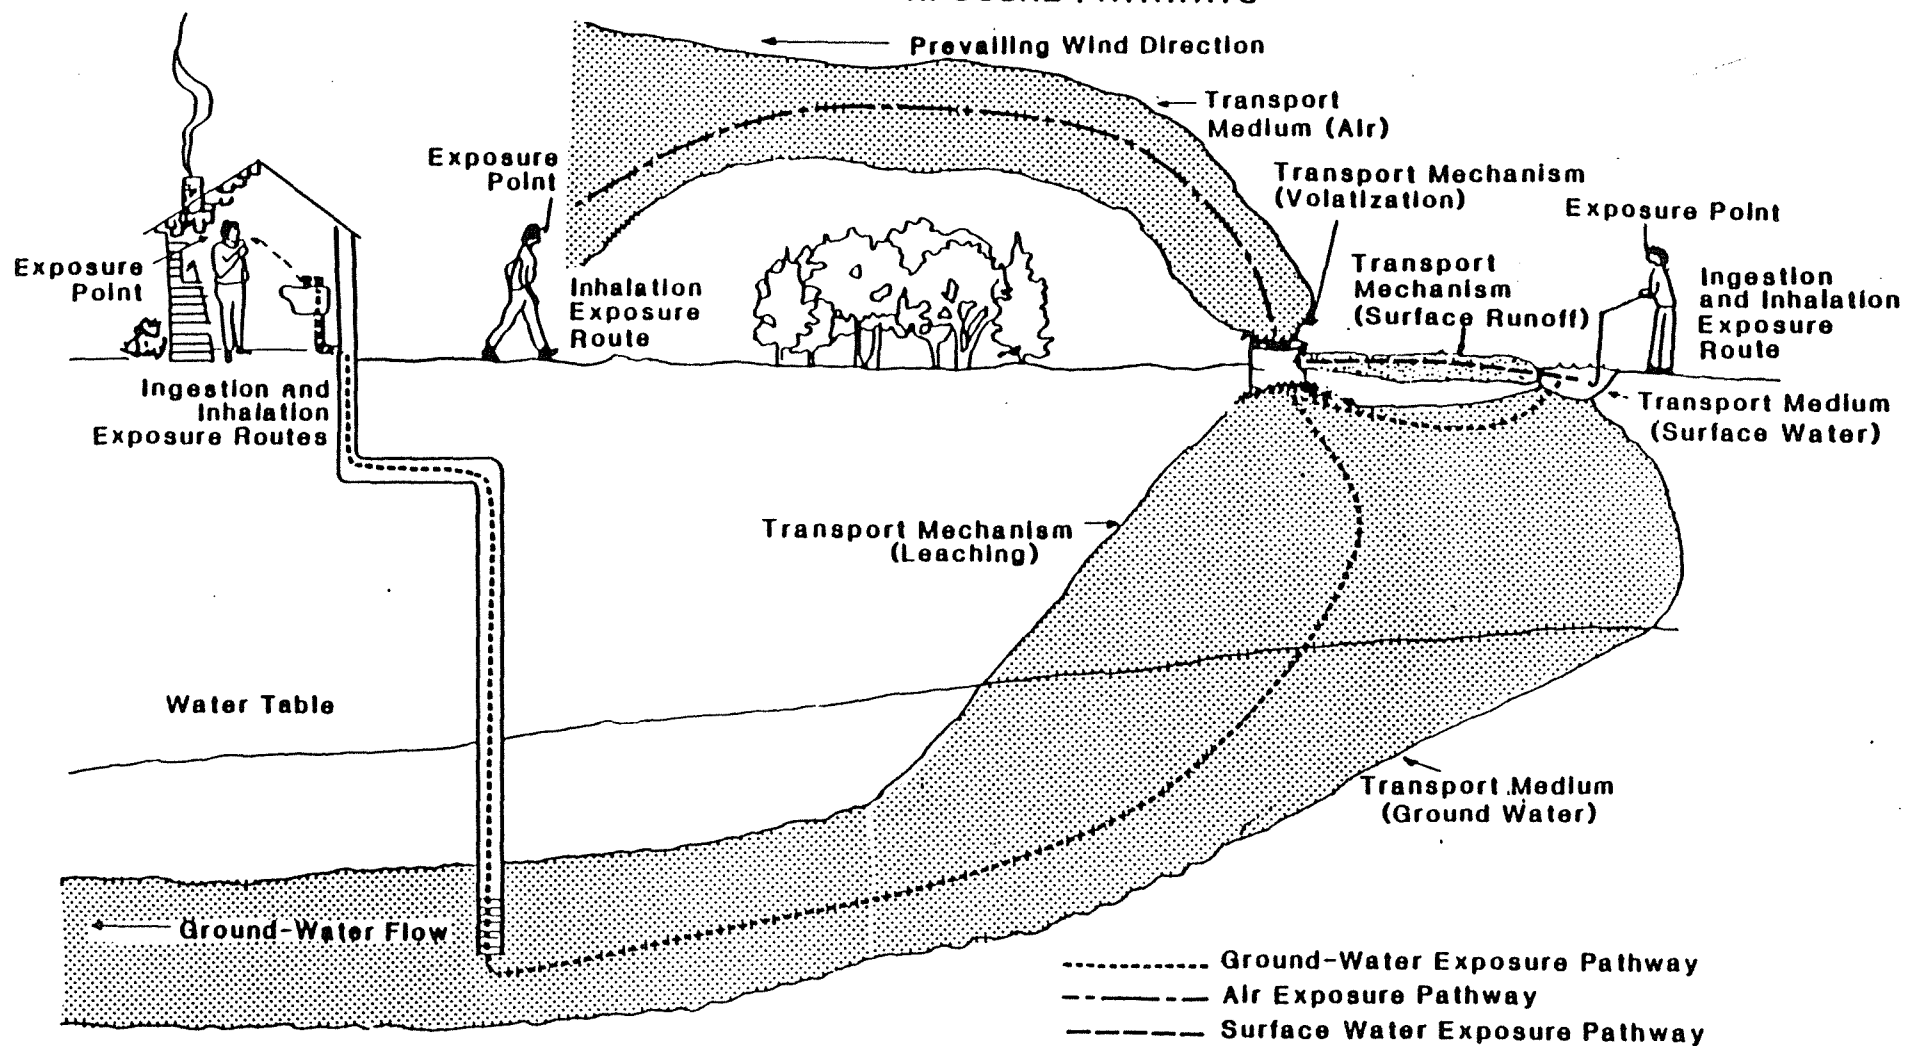 Prevailing Wind Direction
Transport
Medium (Air)
Exposure
Point
Transport Mechanism
(Volatization)
Exposure Point
Exposure
Point
Inhalation
Exposure
Route
Transport
Mechanism
(Surface Runoff)
Ingestion
and Inhalation
Exposure
Route
Ingestion and
Inhalation
Exposure Routes
Transport Medium
(Surface Water)
Transport Mechanism
(Leaching)
Water Table
Transport Medium
(Ground Water)
Ground-Water Flow
Ground-Water Exposure Pathway
Air Exposure Pathway
Surface Water Exposure Pathway